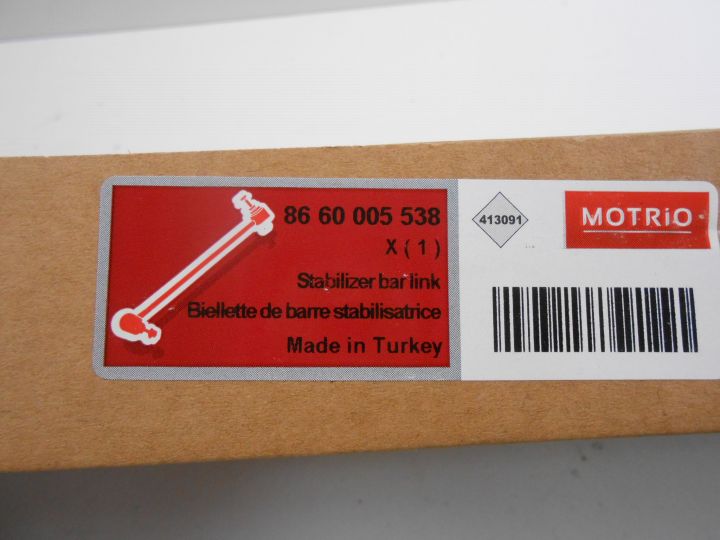 86 60 005 538
X ( 1 )
Stabilizer bar link
Biellette de barre stabilisatrice
Made in Turkey
413091
MOTRiO